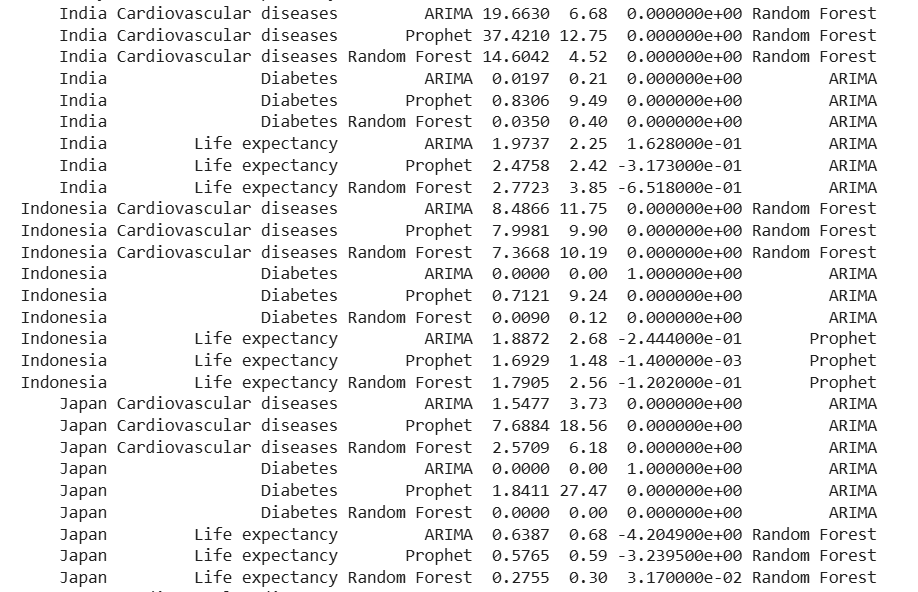 India Cardiovascular diseases ARIMA 19.6630 6.68 0.000000e+00 Random Forest
India Cardiovascular diseases Prophet 37.4210 12.75 0.000000e+00 Random Forest
India Cardiovascular diseases Random Forest 14.6042 4.52 0.000000e+00 Random Forest
India Diabetes ARIMA 0.0197 0.21 0.000000e+00 ARIMA
India Diabetes Prophet 0.8306 9.49 0.000000e+00 ARIMA
India Diabetes Random Forest 0.0350 0.40 0.000000e+00 ARIMA
India Life expectancy ARIMA 1.9737 2.25 1.628000e-01 ARIMA
India Life expectancy Prophet 2.4758 2.42 -3.173000e-01 ARIMA
India Life expectancy Random Forest 2.7723 3.85 -6.518000e-01 ARIMA
Indonesia Cardiovascular diseases ARIMA 8.4866 11.75 0.000000e+00 Random Forest
Indonesia Cardiovascular diseases Prophet 7.9981 9.90 0.000000e+00 Random Forest
Indonesia Cardiovascular diseases Random Forest 7.3668 10.19 0.000000e+00 Random Forest
Indonesia Diabetes ARIMA 0.0000 0.00 1.000000e+00 ARIMA
Indonesia Diabetes Prophet 0.7121 9.24 0.000000e+00 ARIMA
Indonesia Diabetes Random Forest 0.0090 0.12 0.000000e+00 ARIMA
Indonesia Life expectancy ARIMA 1.8872 2.68 -2.444000e-01 Prophet
Indonesia Life expectancy Prophet 1.6929 1.48 -1.400000e-03 Prophet
Indonesia Life expectancy Random Forest 1.7905 2.56 -1.202000e-01 Prophet
Japan Cardiovascular diseases ARIMA 1.5477 3.73 0.000000e+00 ARIMA
Japan Cardiovascular diseases Prophet 7.6884 18.56 0.000000e+00 ARIMA
Japan Cardiovascular diseases Random Forest 2.5709 6.18 0.000000e+00 ARIMA
Japan Diabetes ARIMA 0.0000 0.00 1.000000e+00 ARIMA
Japan Diabetes Prophet 1.8411 27.47 0.000000e+00 ARIMA
Japan Diabetes Random Forest 0.0000 0.00 0.000000e+00 ARIMA
Japan Life expectancy ARIMA 0.6387 0.68 -4.204900e+00 Random Forest
Japan Life expectancy Prophet 0.5765 0.59 -3.239500e+00 Random Forest
Japan Life expectancy Random Forest 0.2755 0.30 3.170000e-02 Random Forest